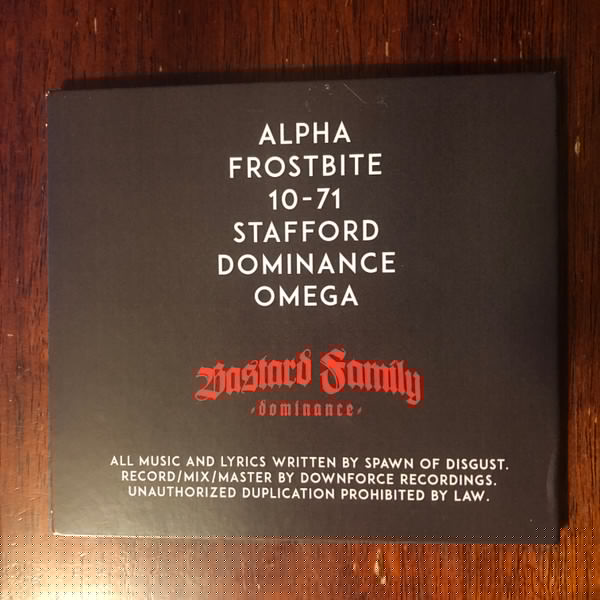 ALPHA
FROSTBITE
10-71
STAFFORD
DOMINANCE
OMEGA
Bastard Family
-dominance-
ALL MUSIC AND LYRICS WRITTEN BY SPAWN OF DISGUST.
RECORD/MIX/MASTER BY DOWNFORCE RECORDINGS.
UNAUTHORIZED DUPLICATION PROHIBITED BY LAW.